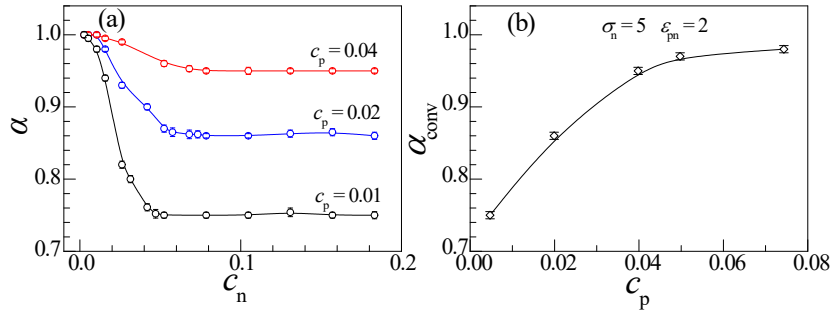 (a)
c_p = 0.04
c_p = 0.02
c_p = 0.01
α
1.0
0.9
0.8
0.7
0.0
0.1
0.2
c_n
(b)
σ_n = 5 ε_pn = 2
α_conv
1.0
0.9
0.8
0.7
0.00
0.02
0.04
0.06
0.08
c_p